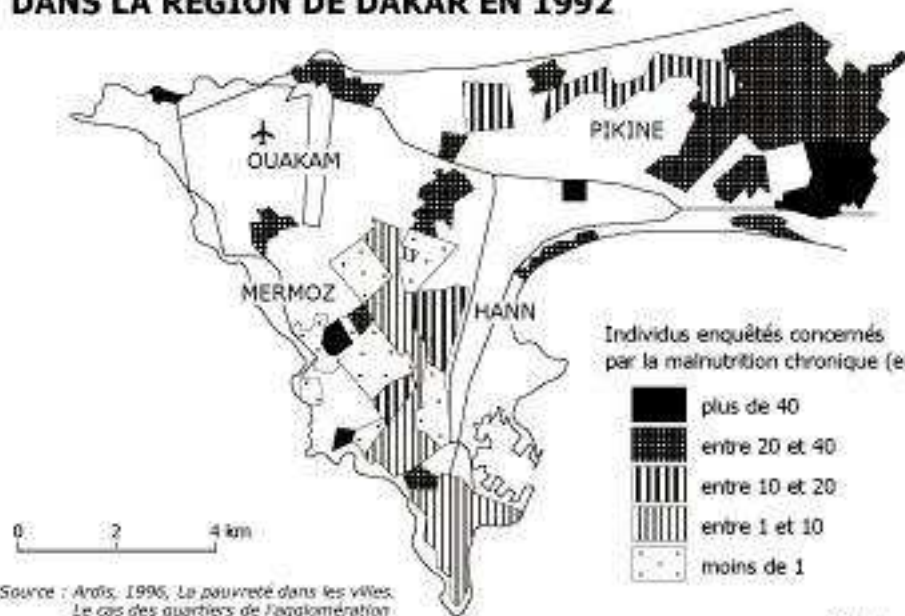 DANS LA RÉGION DE DAKAR EN 1992
PIKINE
OUAKAM
MERMOZ
HANN
Individus enquêtés concernés
par la malnutrition chronique (e
plus de 40
entre 20 et 40
entre 10 et 20
entre 1 et 10
moins de 1
0 2 4 km
Source : Ardis, 1996, La pauvreté dans les villes.
Le cas des quartiers de l'agglomération